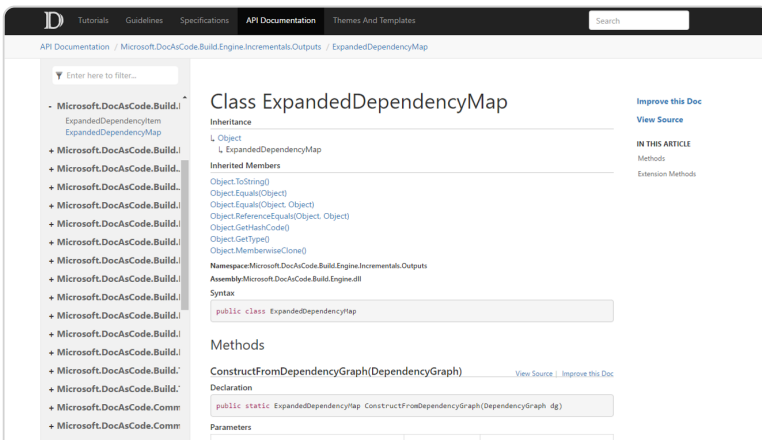 Tutorials Guidelines Specifications API Documentation Themes And Templates Search
API Documentation / Microsoft.DocAsCode.Build.Engine.Incrementals.Outputs / ExpandedDependencyMap
Enter here to filter...
- Microsoft.DocAsCode.Build.I
ExpandedDependencyItem
ExpandedDependencyMap
+ Microsoft.DocAsCode.Build.I
+ Microsoft.DocAsCode.Build..
+ Microsoft.DocAsCode.Build..
+ Microsoft.DocAsCode.Build.I
+ Microsoft.DocAsCode.Build.I
+ Microsoft.DocAsCode.Build.I
+ Microsoft.DocAsCode.Build.I
+ Microsoft.DocAsCode.Build.I
+ Microsoft.DocAsCode.Build.I
+ Microsoft.DocAsCode.Build.I
+ Microsoft.DocAsCode.Build.I
+ Microsoft.DocAsCode.Build.I
+ Microsoft.DocAsCode.Build.'
+ Microsoft.DocAsCode.Build.'
+ Microsoft.DocAsCode.Comm
+ Microsoft.DocAsCode.Comm
Class ExpandedDependencyMap
Inheritance
↳ Object
↳ ExpandedDependencyMap
Inherited Members
Object.ToString()
Object.Equals(Object)
Object.Equals(Object, Object)
Object.ReferenceEquals(Object, Object)
Object.GetHashCode()
Object.GetType()
Object.MemberwiseClone()
Namespace:Microsoft.DocAsCode.Build.Engine.Incrementals.Outputs
Assembly:Microsoft.DocAsCode.Build.Engine.dll
Syntax
public class ExpandedDependencyMap
Methods
ConstructFromDependencyGraph(DependencyGraph) View Source | Improve this Doc
Declaration
public static ExpandedDependencyMap ConstructFromDependencyGraph(DependencyGraph dg)
Parameters
Improve this Doc
View Source
IN THIS ARTICLE
Methods
Extension Methods